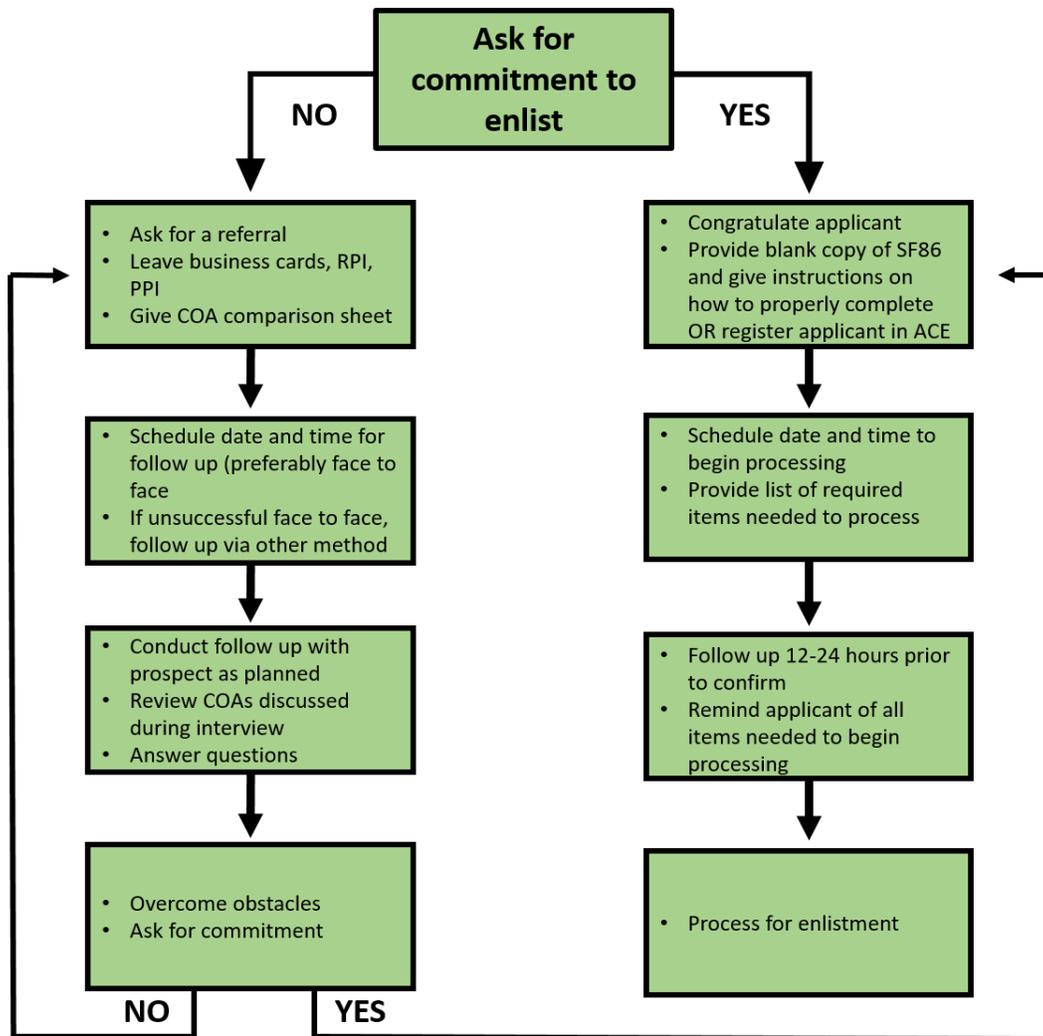 Ask for
commitment to
enlist
NO
YES
• Ask for a referral
• Leave business cards, RPI,
PPI
• Give COA comparison sheet
• Schedule date and time for
follow up (preferably face to
face
• If unsuccessful face to face,
follow up via other method
• Conduct follow up with
prospect as planned
• Review COAs discussed
during interview
• Answer questions
• Overcome obstacles
• Ask for commitment
NO
YES
• Congratulate applicant
• Provide blank copy of SF86
and give instructions on
how to properly complete
OR register applicant in ACE
• Schedule date and time to
begin processing
• Provide list of required
items needed to process
• Follow up 12-24 hours prior
to confirm
• Remind applicant of all
items needed to begin
processing
• Process for enlistment